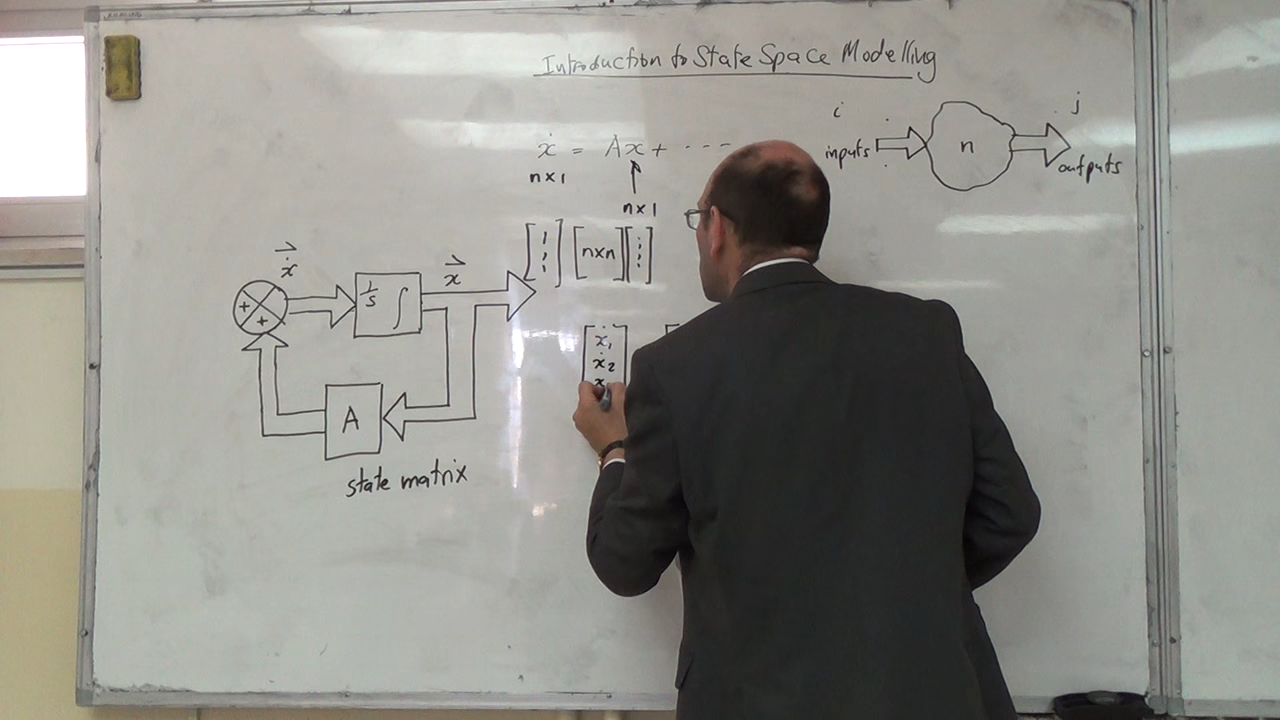 Introduction to State Space Modelling
i
j
inputs
n
outputs
ẋ = Ax + ---
n×1
n×1
[⋮] [n×n][⋮]
ẋ
x
+
+
1/s ∫
ẋ₁
ẋ₂
A
state matrix